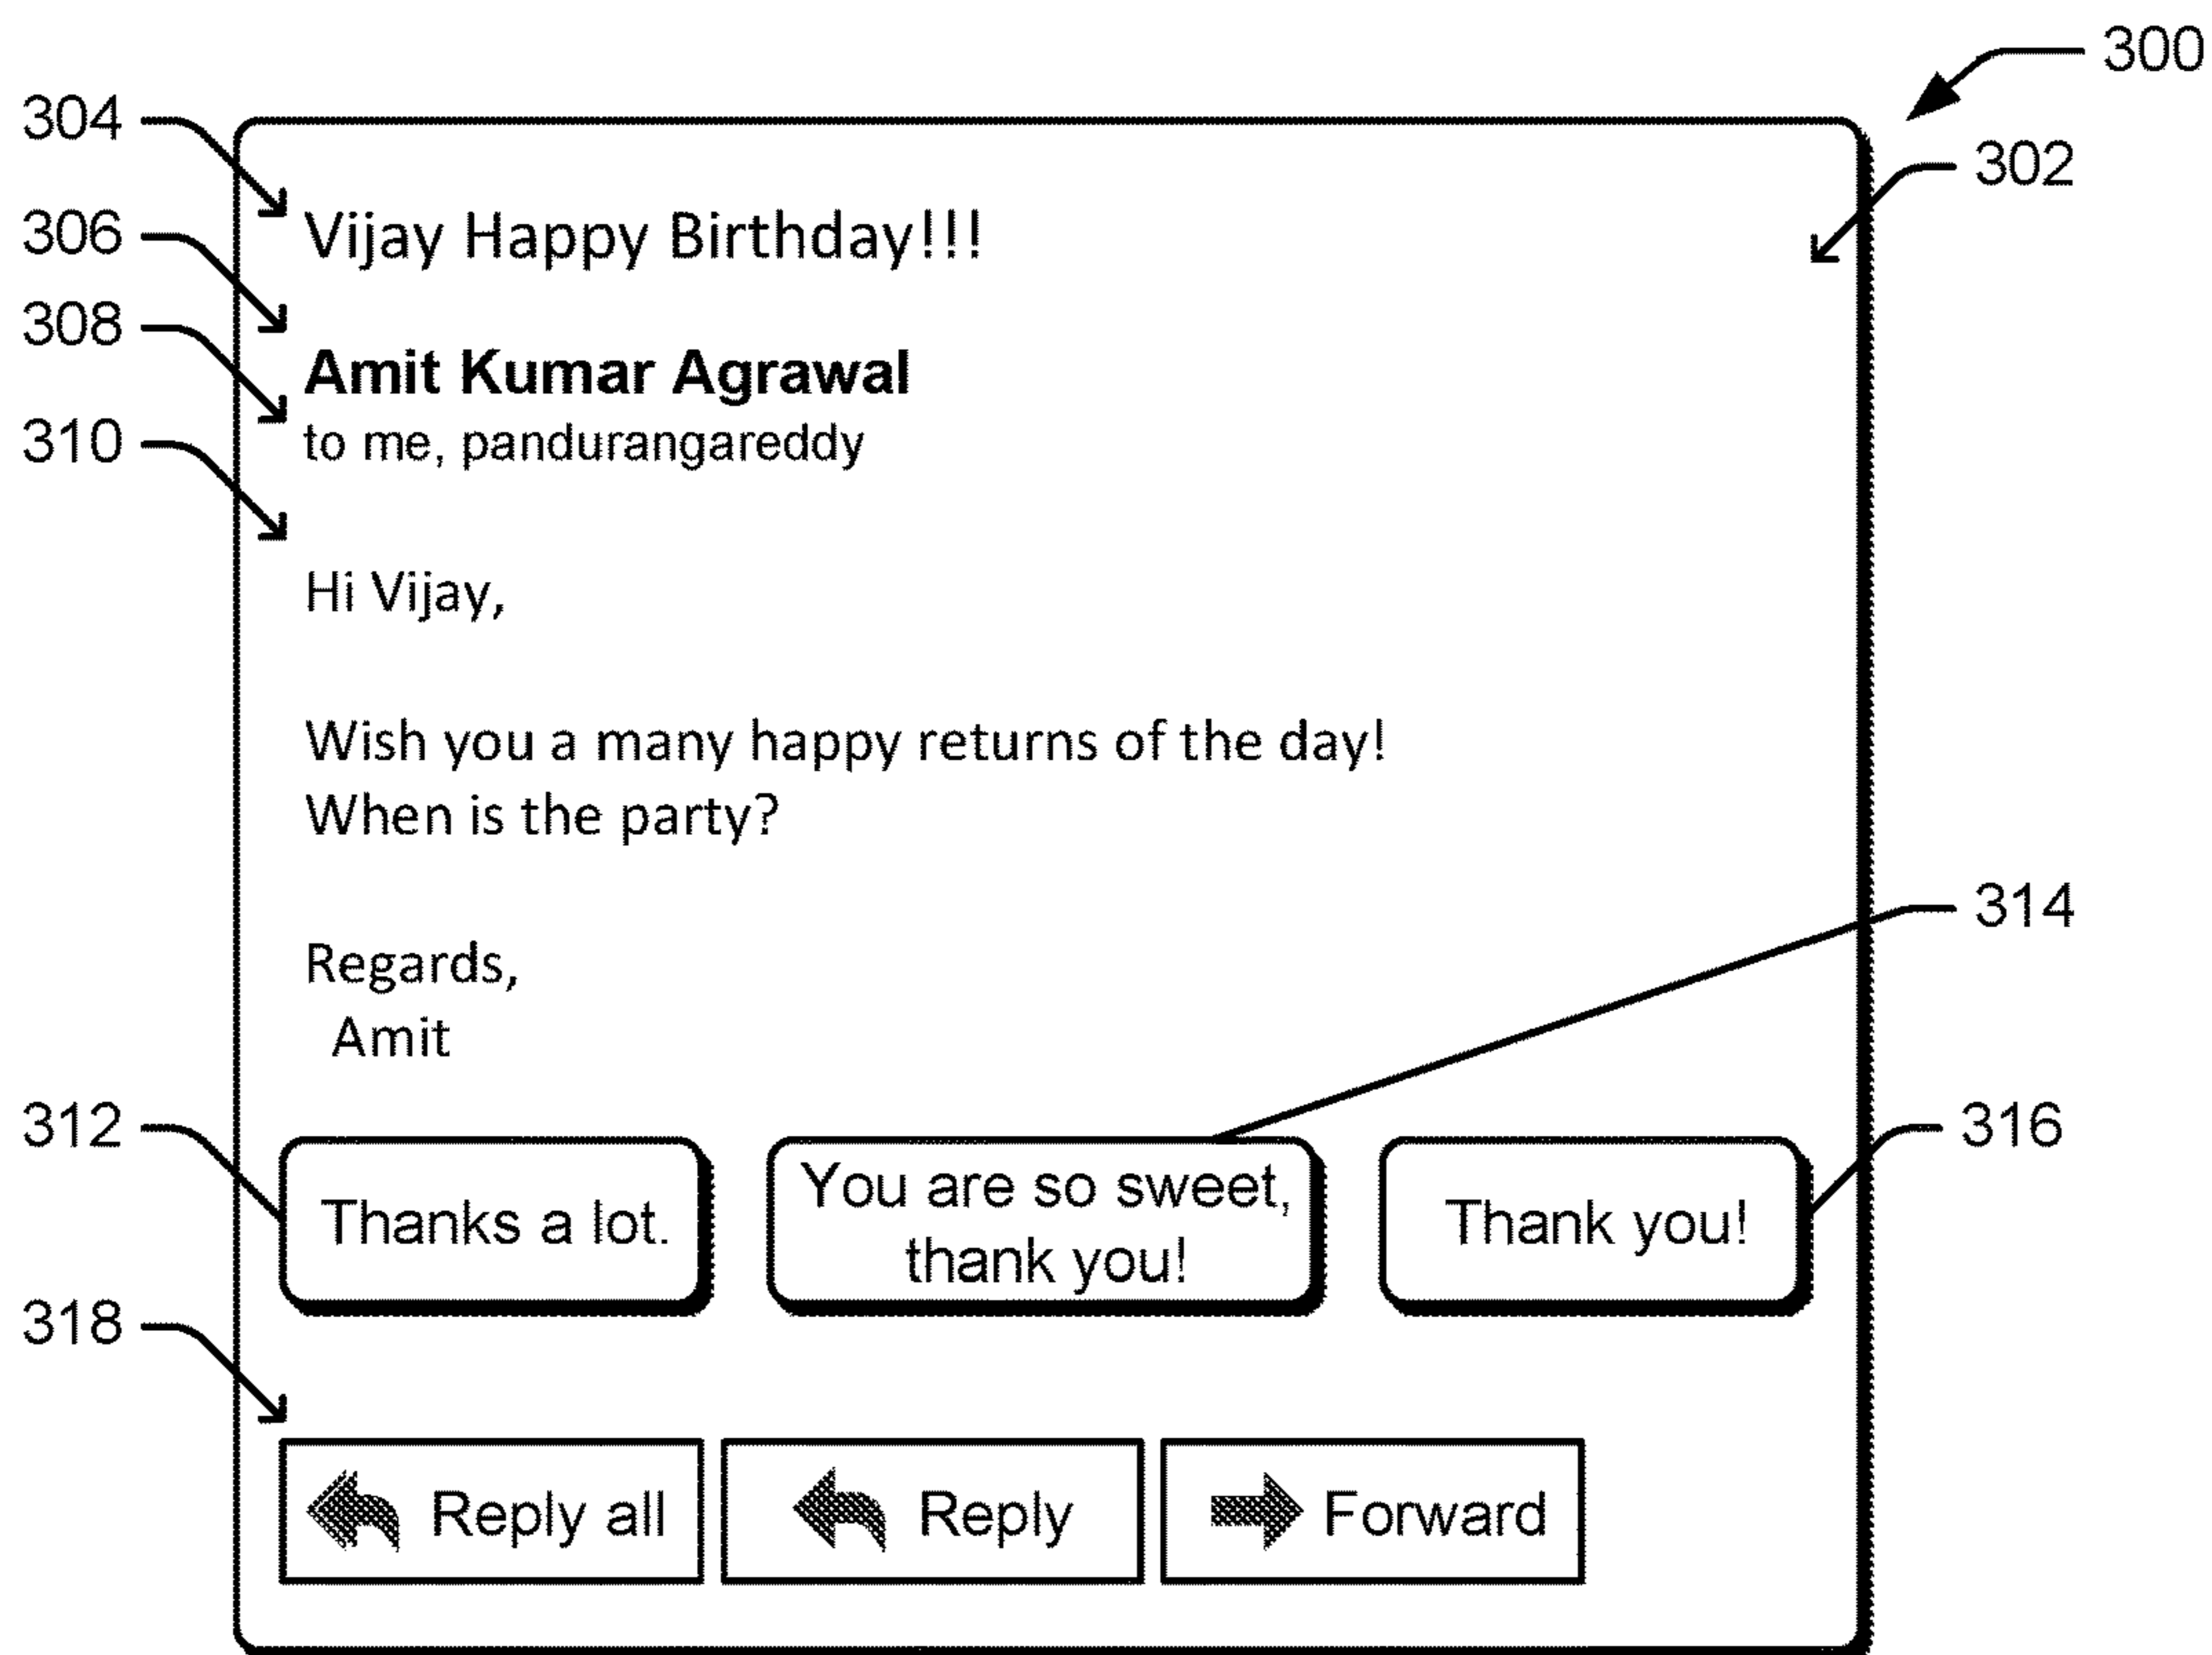 300
304
302
Vijay Happy Birthday!!!
306
308
Amit Kumar Agrawal
310
to me, pandurangareddy
Hi Vijay,
Wish you a many happy returns of the day!
When is the party?
314
Regards,
Amit
312
316
Thanks a lot.
You are so sweet,
thank you!
Thank you!
318
Reply all
Reply
Forward